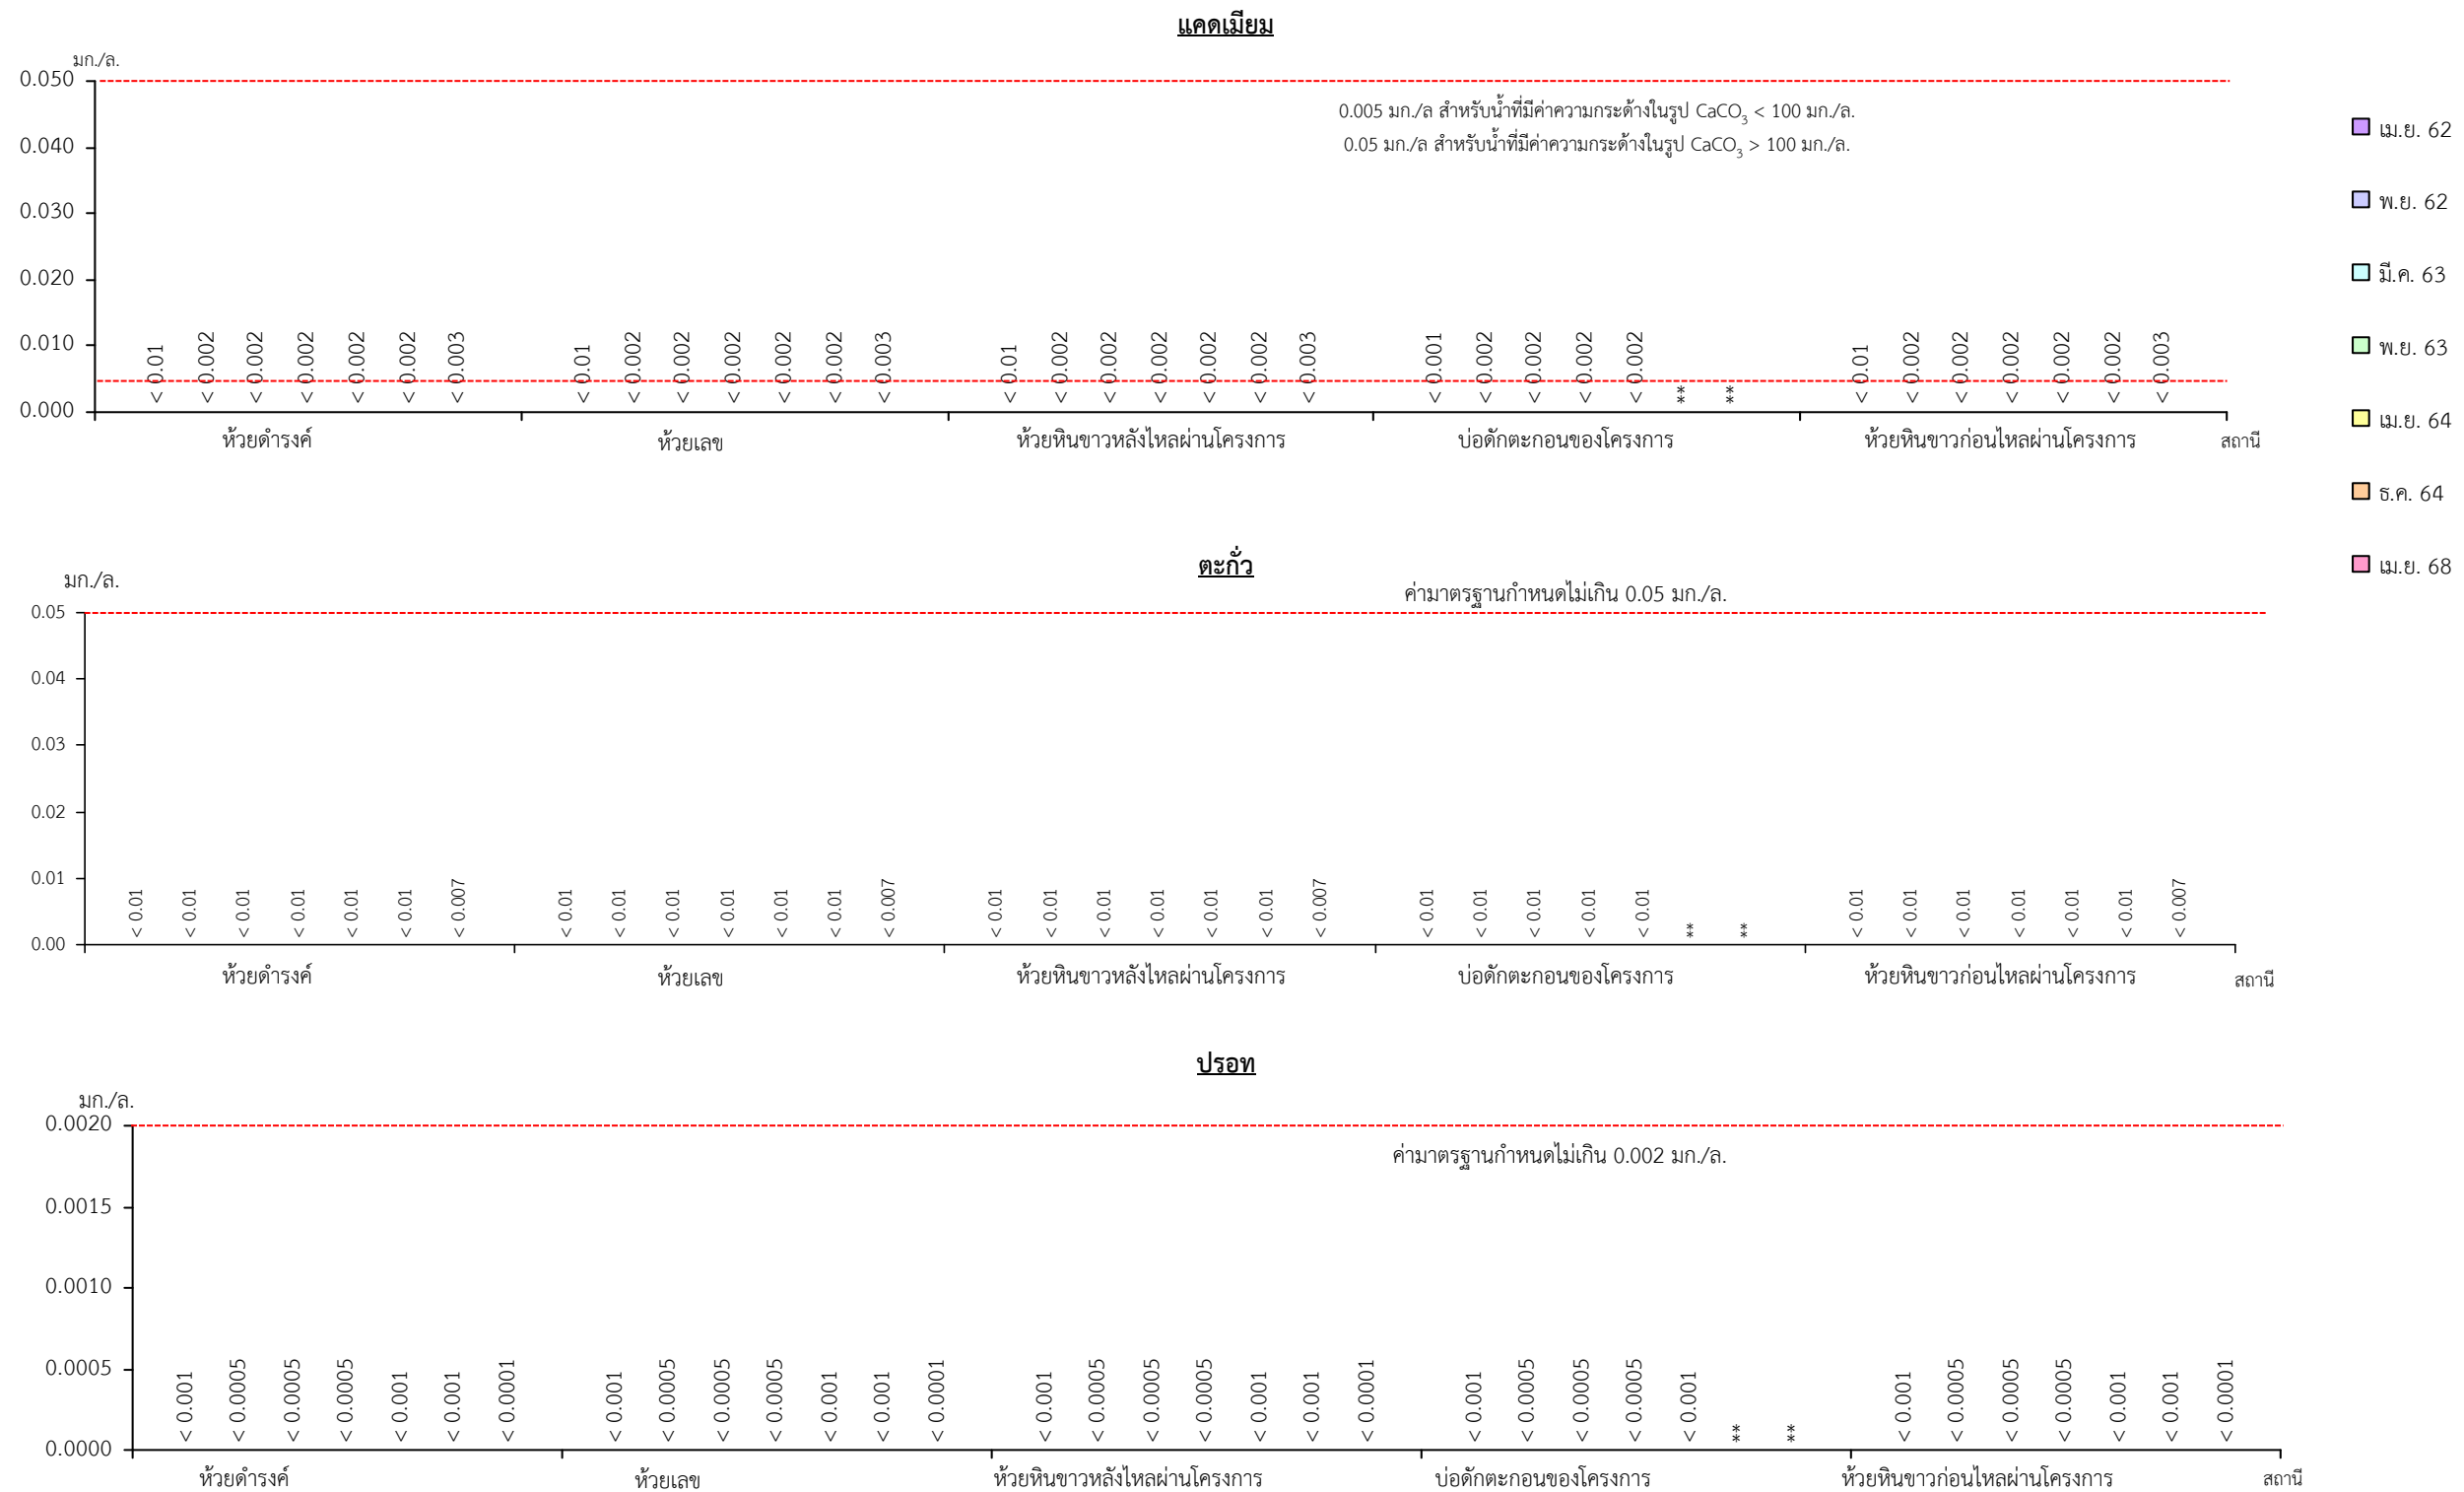 แคดเมียม
มก./ล.
0.050
0.005 มก./ล สำหรับน้ำที่มีค่าความกระด้างในรูป CaCO3 < 100 มก./ล.
0.05 มก./ล สำหรับน้ำที่มีค่าความกระด้างในรูป CaCO3 > 100 มก./ล.
0.040
0.030
0.020
0.010
0.000
< 0.01 < 0.002 < 0.002 < 0.002 < 0.002 < 0.002 < 0.003 < 0.01 < 0.002 < 0.002 < 0.002 < 0.002 < 0.002 < 0.003 < 0.01 < 0.002 < 0.002 < 0.002 < 0.002 < 0.002 < 0.003 < 0.001 < 0.002 < 0.002 < 0.002 < 0.002 ** ** < 0.01 < 0.002 < 0.002 < 0.002 < 0.002 < 0.002 < 0.003
ห้วยดำรงค์ ห้วยเลข ห้วยหินขาวหลังไหลผ่านโครงการ บ่อดักตะกอนของโครงการ ห้วยหินขาวก่อนไหลผ่านโครงการ สถานี
เม.ย. 62
พ.ย. 62
มี.ค. 63
พ.ย. 63
เม.ย. 64
ธ.ค. 64
เม.ย. 68
ตะกั่ว
มก./ล.
ค่ามาตรฐานกำหนดไม่เกิน 0.05 มก./ล.
0.05
0.04
0.03
0.02
0.01
0.00
< 0.01 < 0.01 < 0.01 < 0.01 < 0.01 < 0.01 < 0.007 < 0.01 < 0.01 < 0.01 < 0.01 < 0.01 < 0.01 < 0.007 < 0.01 < 0.01 < 0.01 < 0.01 < 0.01 < 0.01 < 0.007 < 0.01 < 0.01 < 0.01 < 0.01 < 0.01 ** ** < 0.01 < 0.01 < 0.01 < 0.01 < 0.01 < 0.01 < 0.007
ห้วยดำรงค์ ห้วยเลข ห้วยหินขาวหลังไหลผ่านโครงการ บ่อดักตะกอนของโครงการ ห้วยหินขาวก่อนไหลผ่านโครงการ สถานี
ปรอท
มก./ล.
0.0020
ค่ามาตรฐานกำหนดไม่เกิน 0.002 มก./ล.
0.0015
0.0010
0.0005
0.0000
< 0.001 < 0.0005 < 0.0005 < 0.0005 < 0.001 < 0.001 < 0.0001 < 0.001 < 0.0005 < 0.0005 < 0.0005 < 0.001 < 0.001 < 0.0001 < 0.001 < 0.0005 < 0.0005 < 0.0005 < 0.001 < 0.001 < 0.0001 < 0.001 < 0.0005 < 0.0005 < 0.0005 < 0.001 ** ** < 0.001 < 0.0005 < 0.0005 < 0.0005 < 0.001 < 0.001 < 0.0001
ห้วยดำรงค์ ห้วยเลข ห้วยหินขาวหลังไหลผ่านโครงการ บ่อดักตะกอนของโครงการ ห้วยหินขาวก่อนไหลผ่านโครงการ สถานี